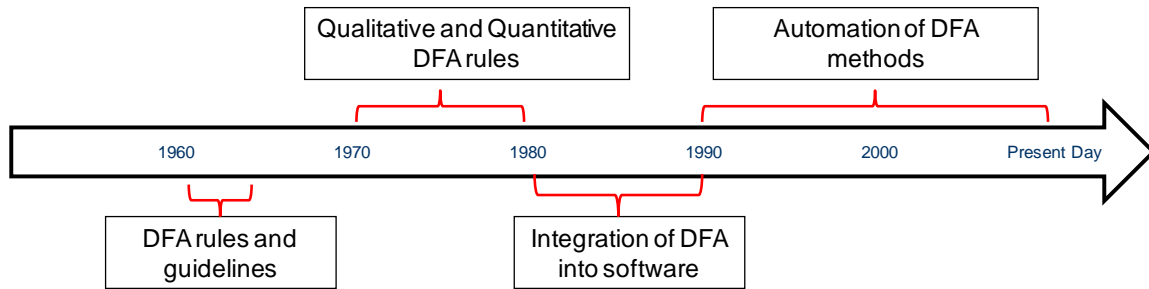 Qualitative and Quantitative
DFA rules
Automation of DFA
methods
1960
1970
1980
1990
2000
Present Day
DFA rules and
guidelines
Integration of DFA
into software